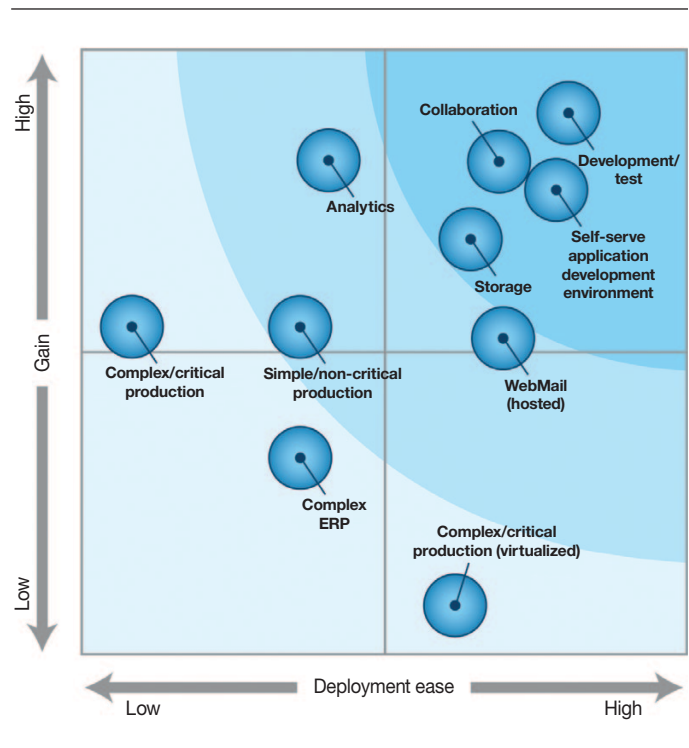 High
Collaboration
Development/
test
Analytics
Self-serve
application
development
environment
Storage
Gain
Complex/critical
production
Simple/non-critical
production
WebMail
(hosted)
Complex
ERP
Complex/critical
production (virtualized)
Low
Deployment ease
Low
High